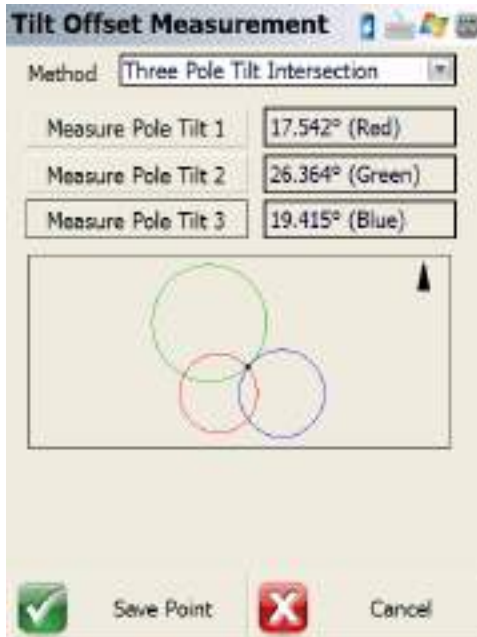 Tilt Offset Measurement
Method Three Pole Tilt Intersection
Measure Pole Tilt 1 17.542° (Red)
Measure Pole Tilt 2 26.364° (Green)
Measure Pole Tilt 3 19.415° (Blue)
Save Point Cancel